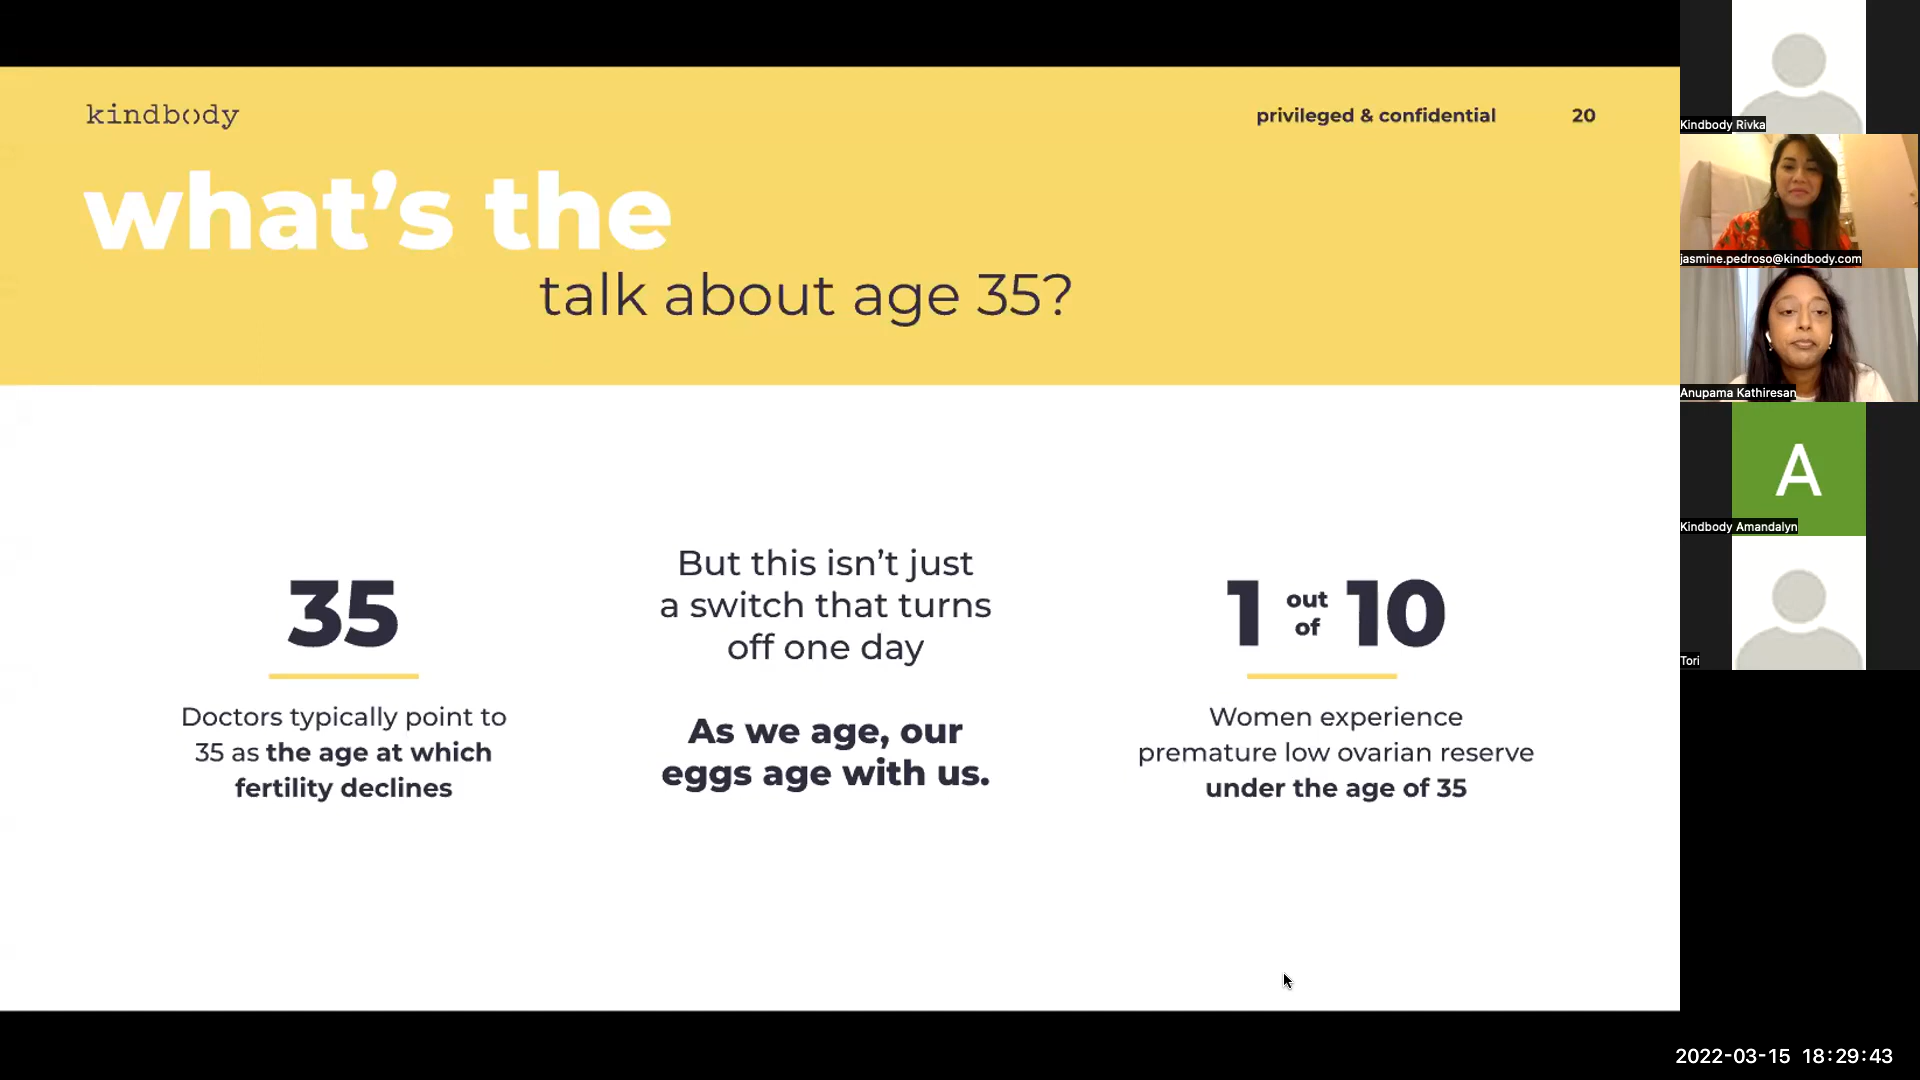 kindbody
privileged & confidential
20
what's the
talk about age 35?
35
Doctors typically point to
35 as the age at which
fertility declines
But this isn't just
a switch that turns
off one day
As we age, our
eggs age with us.
1 out of 10
Women experience
premature low ovarian reserve
under the age of 35
Kindbody Rivka
jasmine.pedroso@kindbody.com
Anupama Kathiresan
A
Kindbody Amandalyn
Tori
2022-03-15 18:29:43